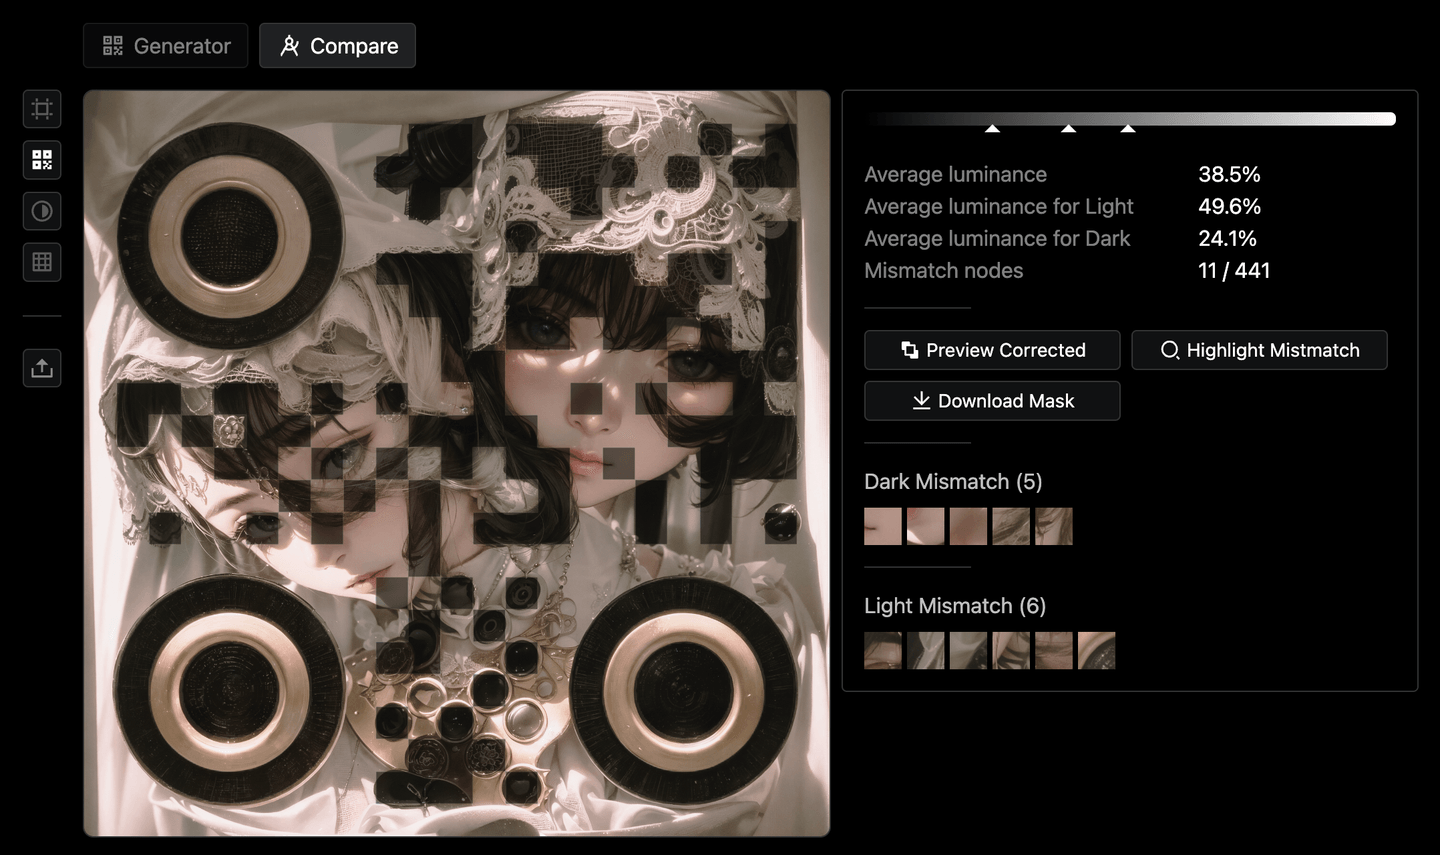 Generator
Compare
Average luminance 38.5%
Average luminance for Light 49.6%
Average luminance for Dark 24.1%
Mismatch nodes 11 / 441
Preview Corrected
Highlight Mistmatch
Download Mask
Dark Mismatch (5)
Light Mismatch (6)